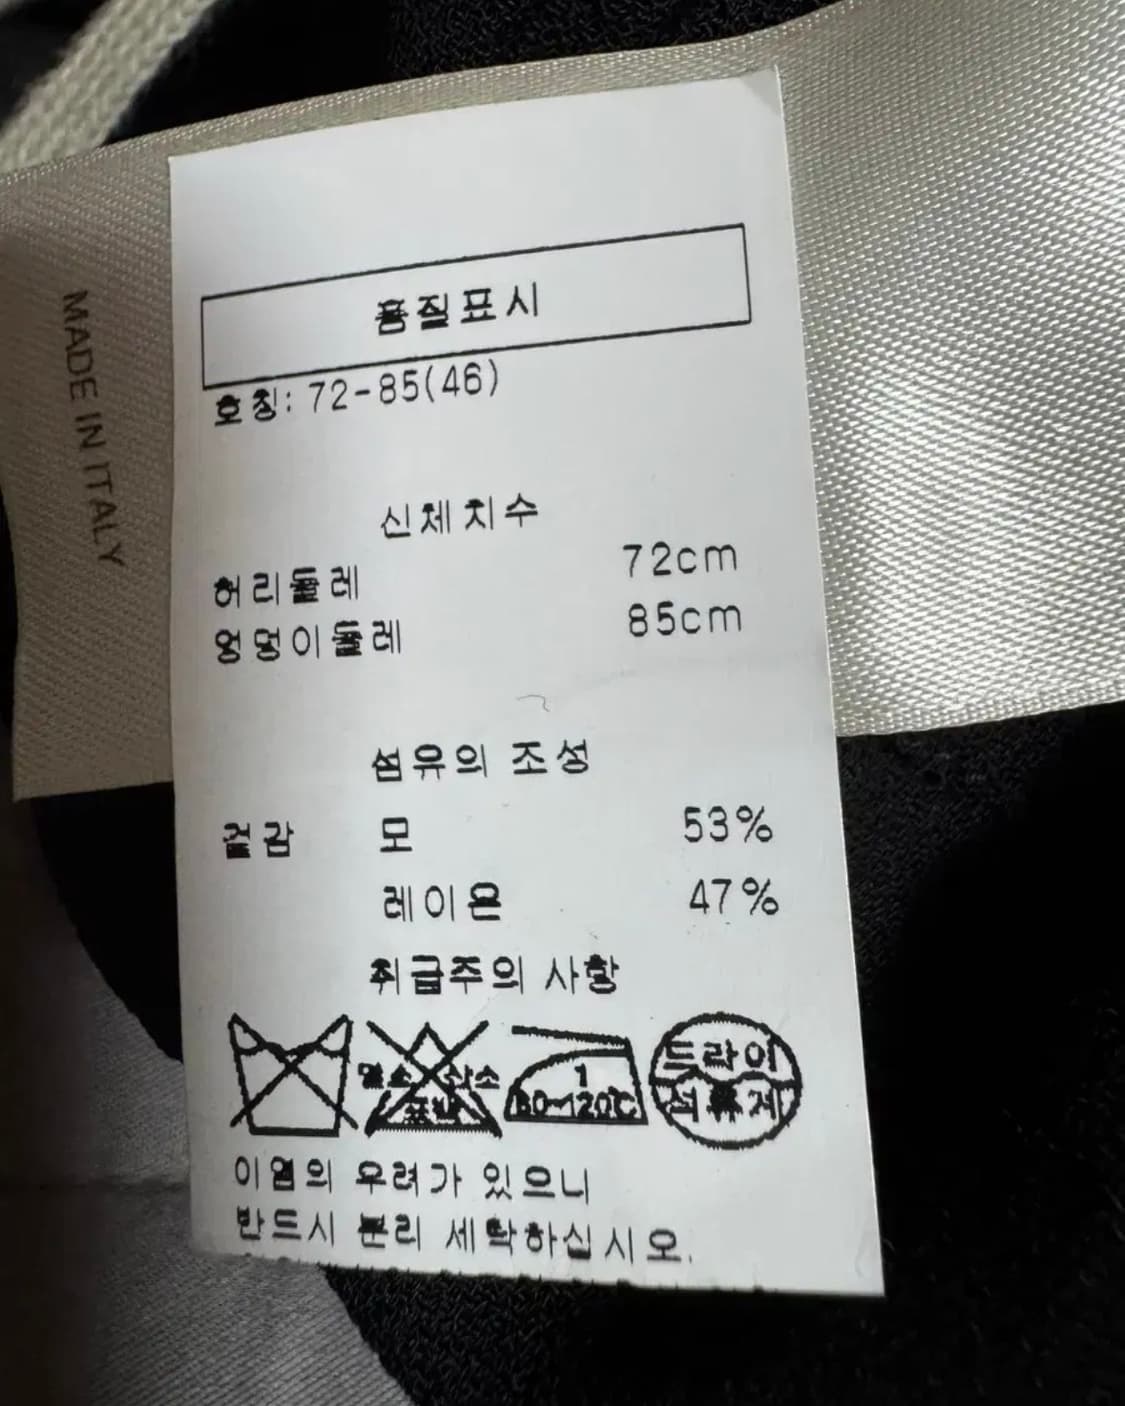 MADE IN ITALY
품질표시
호칭: 72-85(46)
신체치수
허리둘레 72cm
엉덩이둘레 85cm
섬유의 조성
겉감 모 53%
레이온 47%
취급주의 사항
염소 산소
표백
1
80~120℃
드라이
석유계
이염의 우려가 있으니
반드시 분리 세탁하십시오.